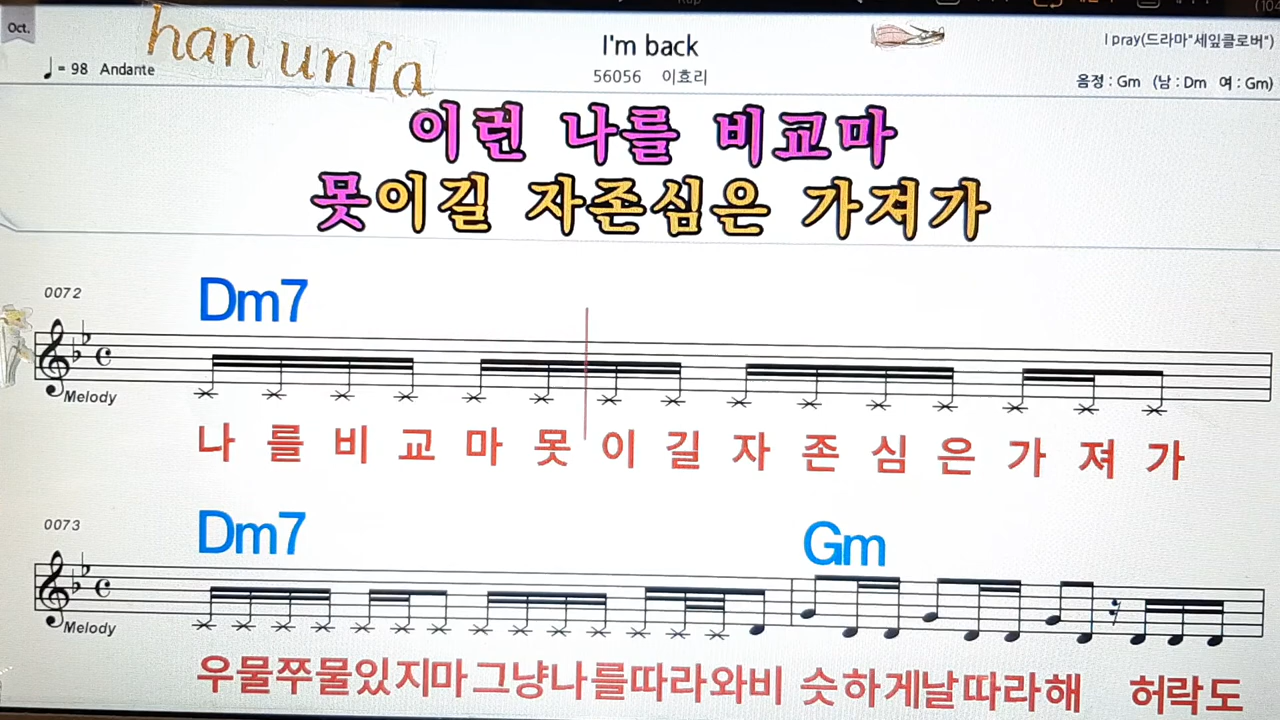 Oct.
han unfa
I'm back
I pray(드라마"세잎클로버")
♩= 98 Andante
56056 이효리
음정 : Gm (남 : Dm 여 : Gm)
이런 나를 비교마
못이길 자존심은 가져가
0072
Dm7
Melody
나 를 비 교 마 못 이 길 자 존 심 은 가 져 가
0073
Dm7 Gm
Melody
우물쭈물있지마그냥나를따라와비 슷하게날따라해 허락도